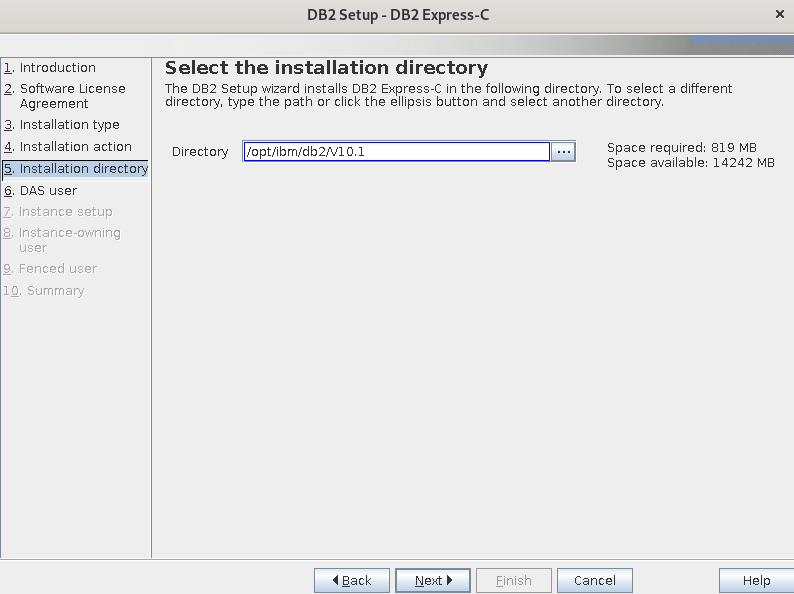 DB2 Setup - DB2 Express-C
1. Introduction
2. Software License
Agreement
3. Installation type
4. Installation action
5. Installation directory
6. DAS user
7. Instance setup
8. Instance-owning
user
9. Fenced user
10. Summary
Select the installation directory
The DB2 Setup wizard installs DB2 Express-C in the following directory. To select a different
directory, type the path or click the ellipsis button and select another directory.
Directory
/opt/ibm/db2/V10.1
...
Space required: 819 MB
Space available: 14242 MB
Back
Next
Finish
Cancel
Help